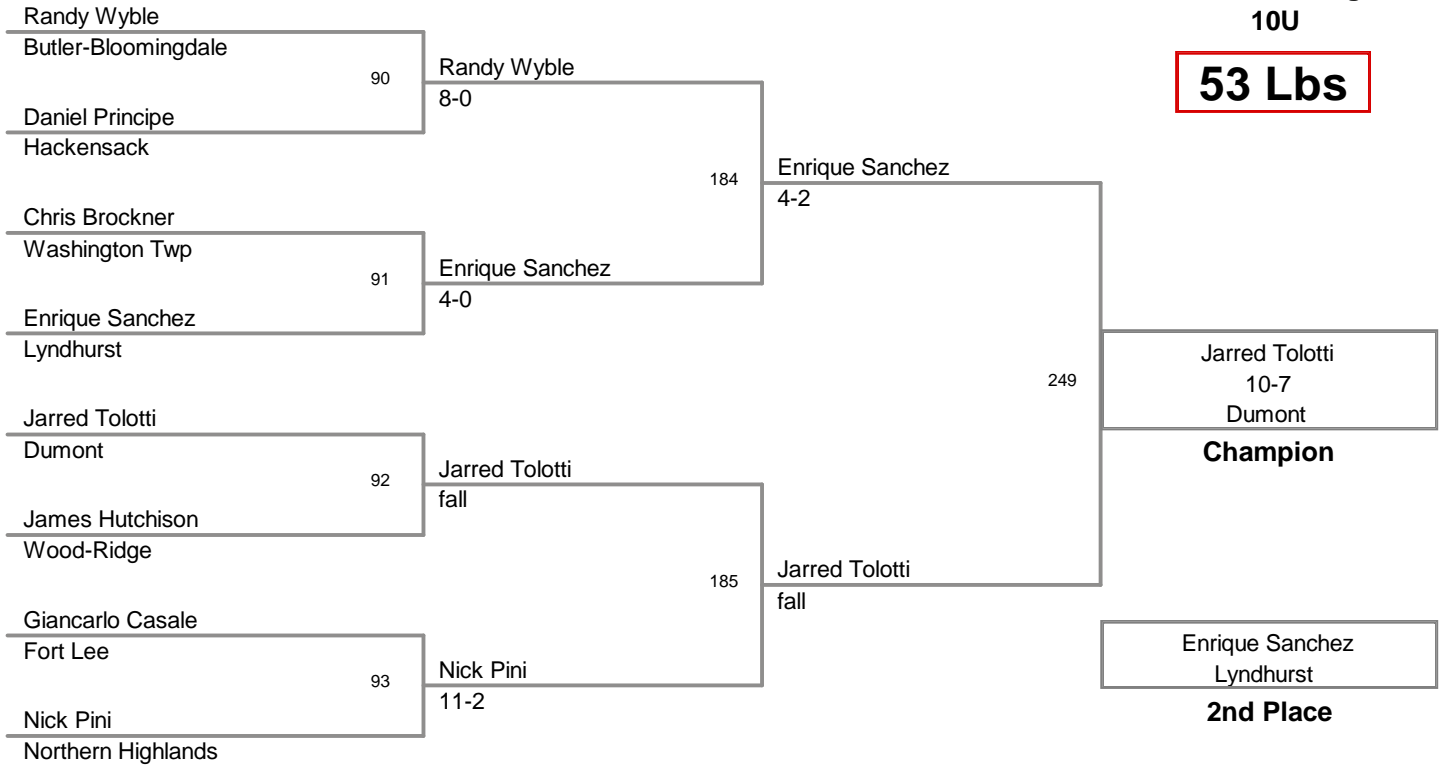 10U
53 Lbs
Randy Wyble
Butler-Bloomingdale
90
Daniel Principe
Hackensack
Chris Brockner
Washington Twp
91
Enrique Sanchez
Lyndhurst
Jarred Tolotti
Dumont
92
James Hutchison
Wood-Ridge
Giancarlo Casale
Fort Lee
93
Nick Pini
Northern Highlands
Randy Wyble
8-0
184
Enrique Sanchez
4-0
Jarred Tolotti
fall
185
Nick Pini
11-2
Enrique Sanchez
4-2
249
Jarred Tolotti
fall
Jarred Tolotti
10-7
Dumont
Champion
Enrique Sanchez
Lyndhurst
2nd Place